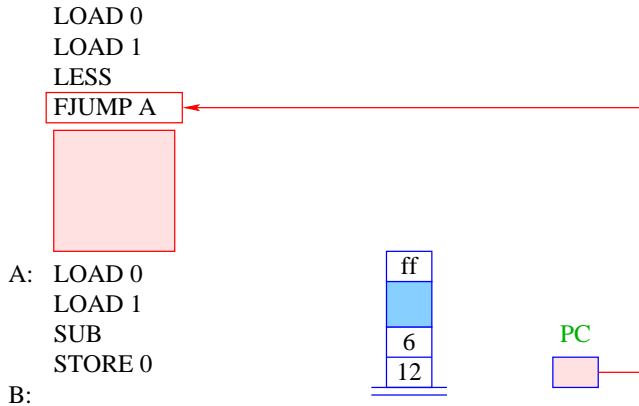 LOAD 0
LOAD 1
LESS
FJUMP A
A: LOAD 0
LOAD 1
SUB
STORE 0
B:
ff
6
12
PC